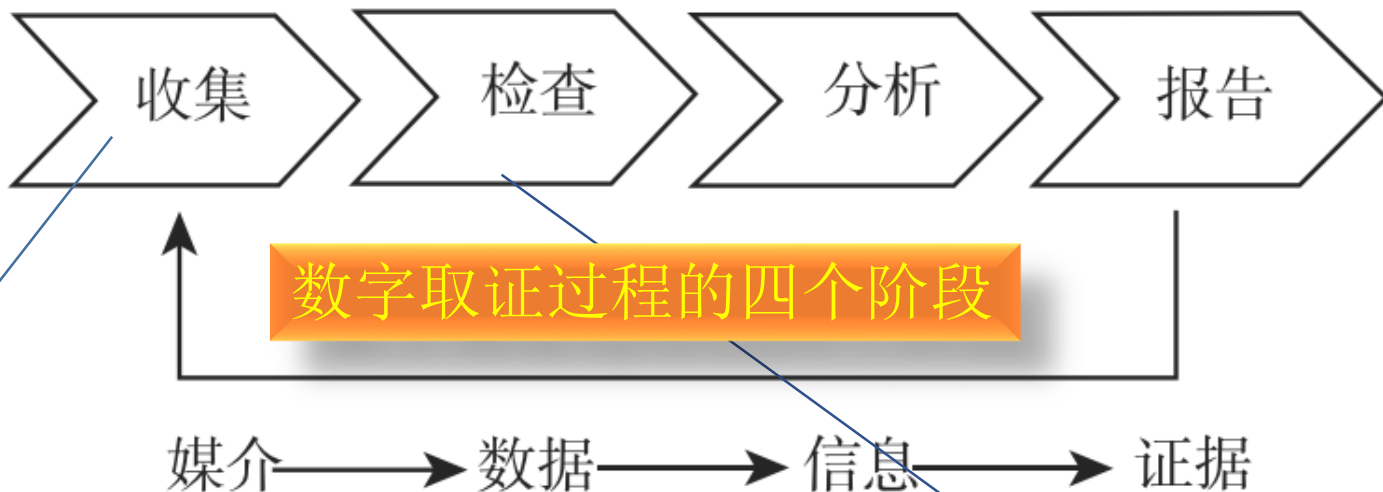 收集 检查 分析 报告
数字取证过程的四个阶段
媒介 数据 信息 证据